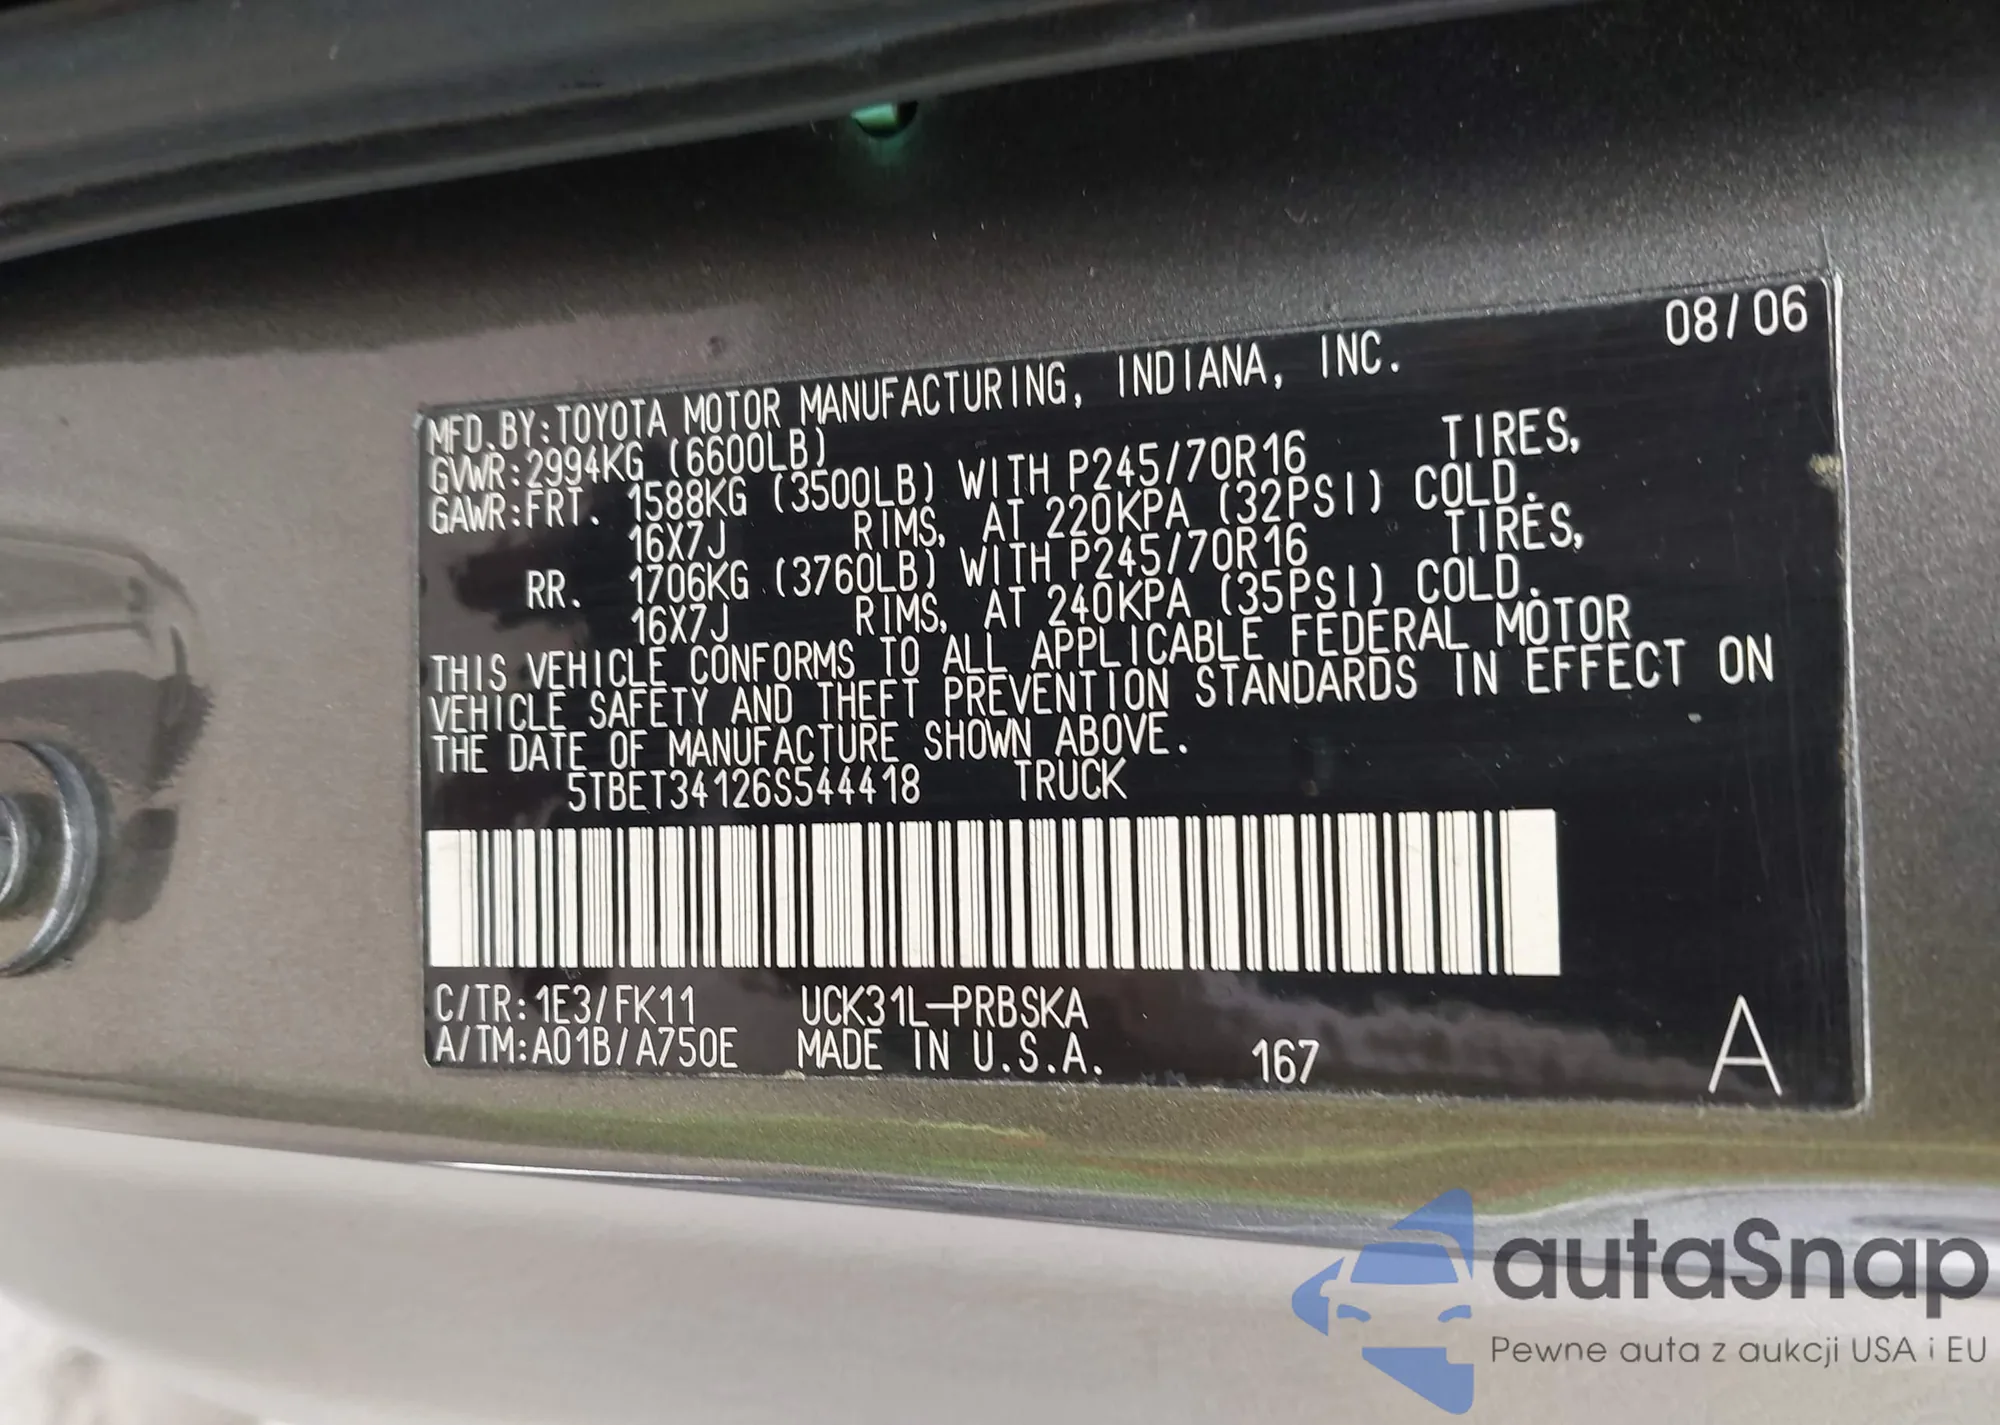 08/06
MFD.BY:TOYOTA MOTOR MANUFACTURING, INDIANA, INC.
GVWR:2994KG (6600LB)
GAWR:FRT. 1588KG (3500LB) WITH P245/70R16 TIRES,
16X7J RIMS, AT 220KPA (32PSI) COLD.
RR. 1706KG (3760LB) WITH P245/70R16 TIRES,
16X7J RIMS, AT 240KPA (35PSI) COLD.
THIS VEHICLE CONFORMS TO ALL APPLICABLE FEDERAL MOTOR
VEHICLE SAFETY AND THEFT PREVENTION STANDARDS IN EFFECT ON
THE DATE OF MANUFACTURE SHOWN ABOVE.
5TBET34126S544418 TRUCK
C/TR:1E3/FK11 UCK31L-PRBSKA
A/TM:A01B/A750E MADE IN U.S.A. 167 A
autaSnap
Pewne auta z aukcji USA i EU